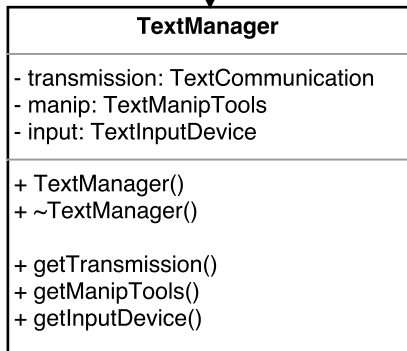 TextManager
- transmission: TextCommunication
- manip: TextManipTools
- input: TextInputDevice
+ TextManager()
+ ~TextManager()
+ getTransmission()
+ getManipTools()
+ getInputDevice()